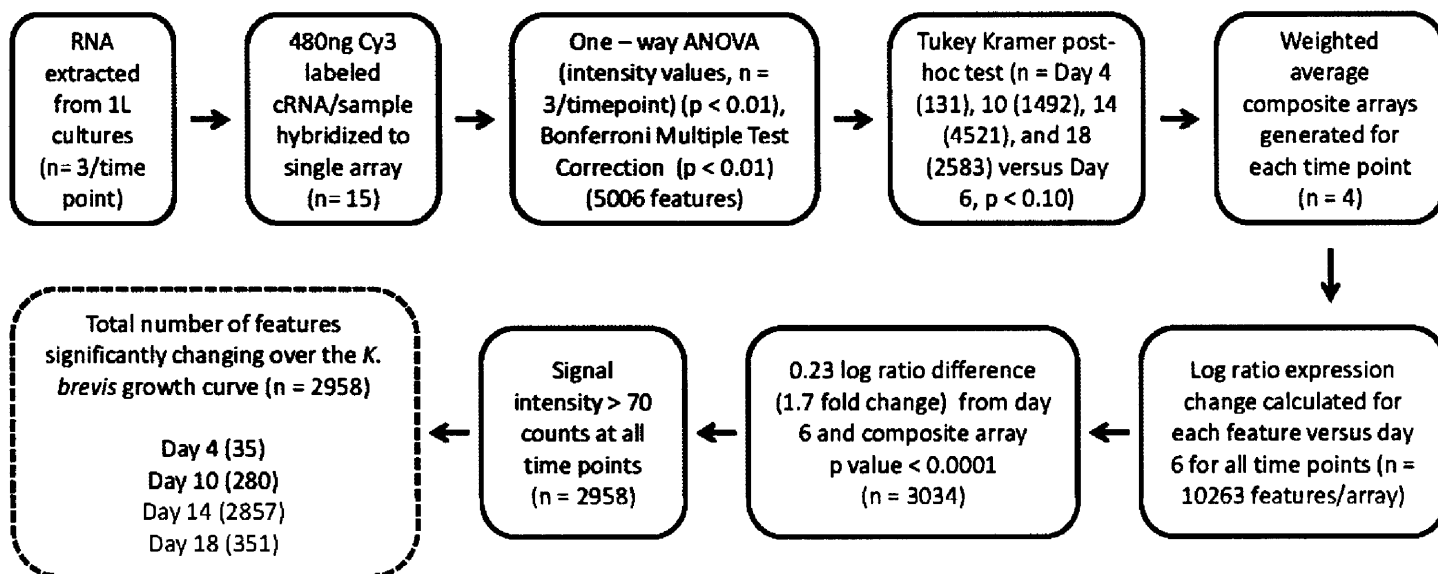 RNA
extracted
from 1L
cultures
(n= 3/time
point)
480ng Cy3
labeled
cRNA/sample
hybridized to
single array
(n= 15)
One – way ANOVA
(intensity values, n =
3/timepoint) (p < 0.01),
Bonferroni Multiple Test
Correction (p < 0.01)
(5006 features)
Tukey Kramer post-
hoc test (n = Day 4
(131), 10 (1492), 14
(4521), and 18
(2583) versus Day
6, p < 0.10)
Weighted
average
composite arrays
generated for
each time point
(n = 4)
Log ratio expression
change calculated for
each feature versus day
6 for all time points (n =
10263 features/array)
0.23 log ratio difference
(1.7 fold change) from day
6 and composite array
p value < 0.0001
(n = 3034)
Signal
intensity > 70
counts at all
time points
(n = 2958)
Total number of features
significantly changing over the K.
brevis growth curve (n = 2958)
Day 4 (35)
Day 10 (280)
Day 14 (2857)
Day 18 (351)